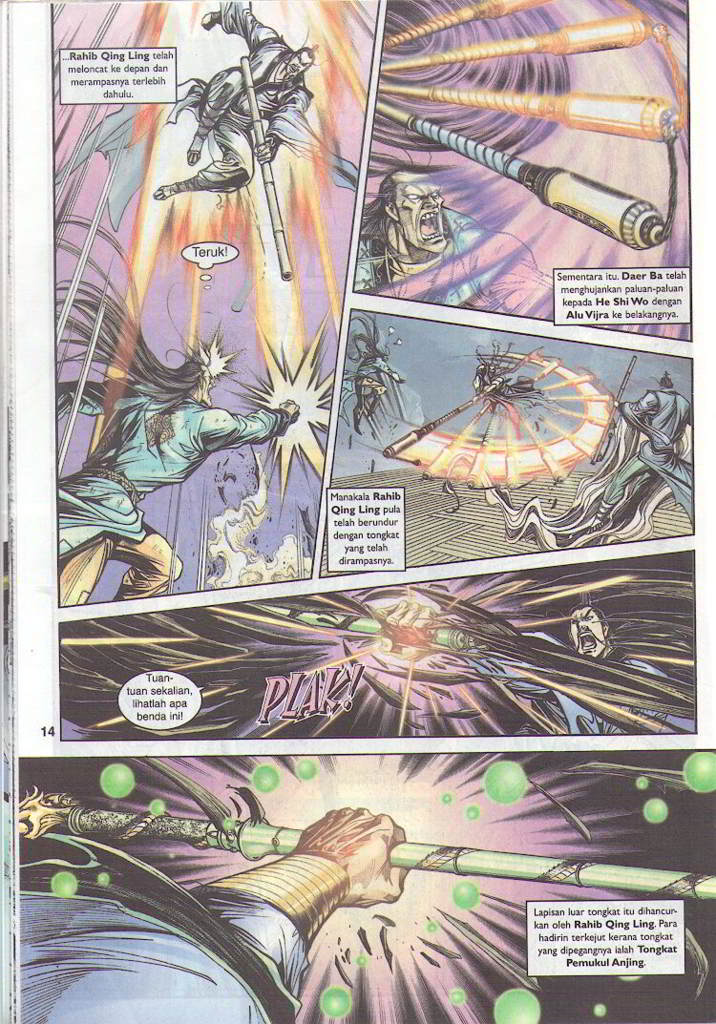 ...Rahib Qing Ling telah
meloncat ke depan dan
merampasnya terlebih
dahulu.
Teruk!
Sementara itu. Daer Ba telah
menghujankan paluan-paluan
kepada He Shi Wo dengan
Alu Vijra ke belakangnya.
Manakala Rahib
Qing Ling pula
telah berundur
dengan tongkat
yang telah
dirampasnya.
Tuan-
tuan sekalian,
lihatlah apa
benda ini!
PLAK!
14
Lapisan luar tongkat itu dihancur-
kan oleh Rahib Qing Ling. Para
hadirin terkejut kerana tongkat
yang dipegangnya ialah Tongkat
Pemukul Anjing.